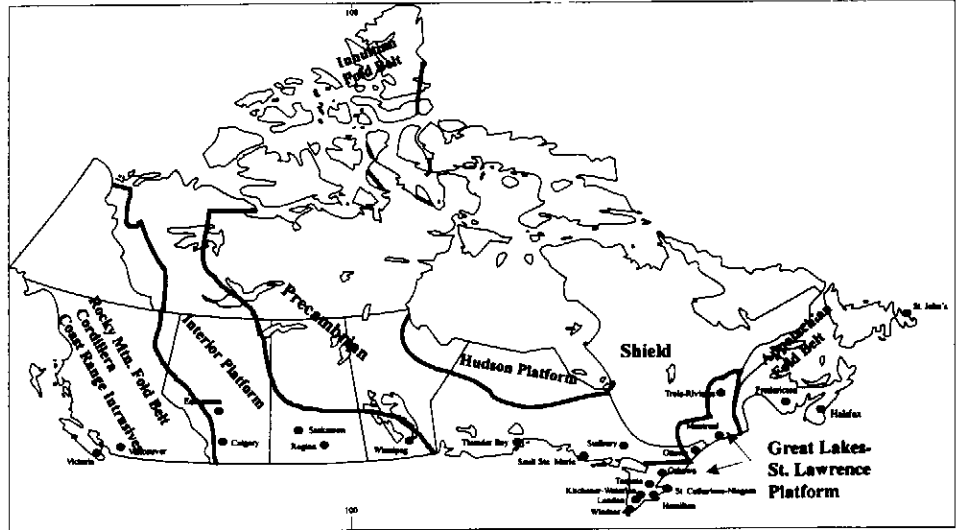 100
Innuitian
Fold Belt
St. John's
Precambrian
Rocky Mtn. Fold Belt
Cordillera
Coast Range Intrusives
Interior Platform
Appalachian
Fold Belt
Shield
Hudson Platform
Trois-Rivieres
Fredericton
Halifax
Saskatoon
Montreal
Calgary
Regina
Winnipeg
Thunder Bay
Sudbury
Ottawa
Victoria
Vancouver
Sault Ste. Marie
Oshawa
Great Lakes-
St. Lawrence
Platform
Toronto
Kitchener-Waterloo
St Catharines-Niagara
London
Hamilton
Windsor
100